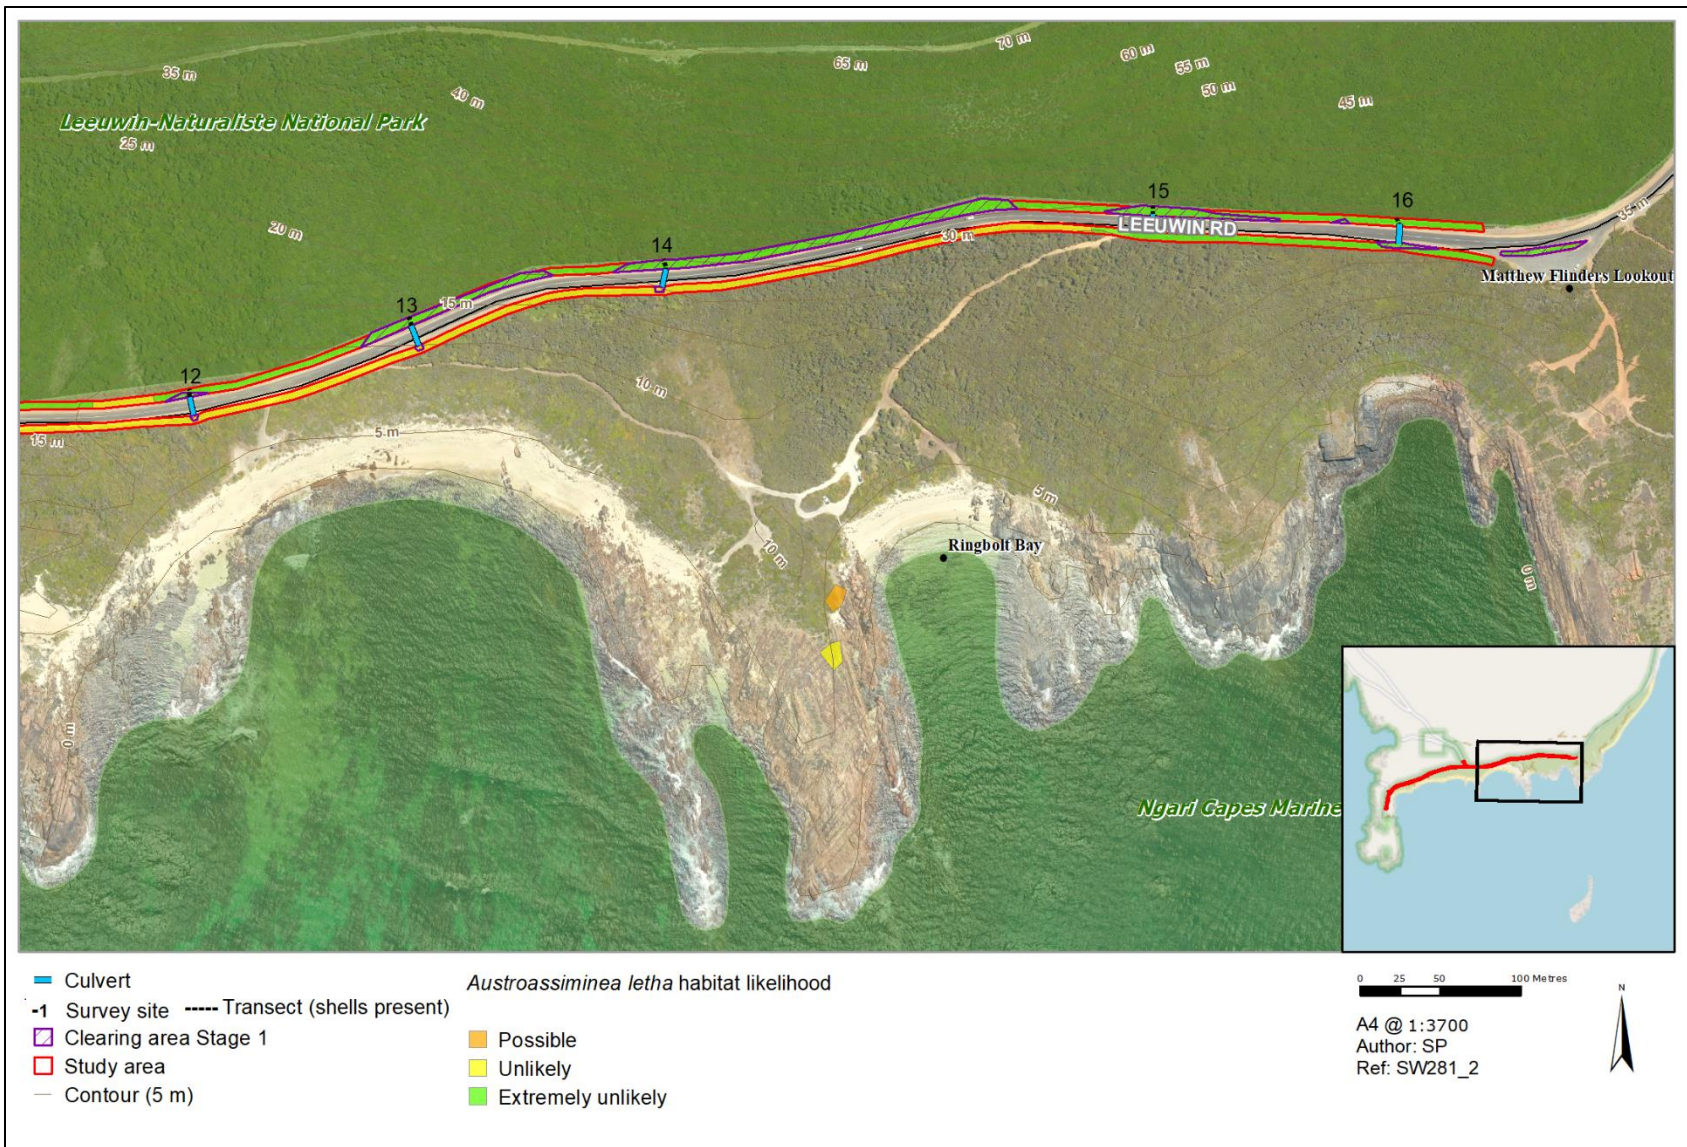 70 m
60 m
65 m
55 m
35 m
50 m
40 m
45 m
Leeuwin-Naturaliste National Park
25 m
15
16
35 m
20 m
LEEUWIN RD
30 m
14
Matthew Flinders Lookout
13
15 m
12
10 m
15 m
5 m
5 m
10 m
Ringbolt Bay
0 m
0 m
Ngari Capes Marine
Culvert
-1 Survey site ----- Transect (shells present)
Clearing area Stage 1
Study area
Contour (5 m)
Austroassiminea letha habitat likelihood
Possible
Unlikely
Extremely unlikely
0 25 50 100 Metres
A4 @ 1:3700
Author: SP
Ref: SW281_2
N